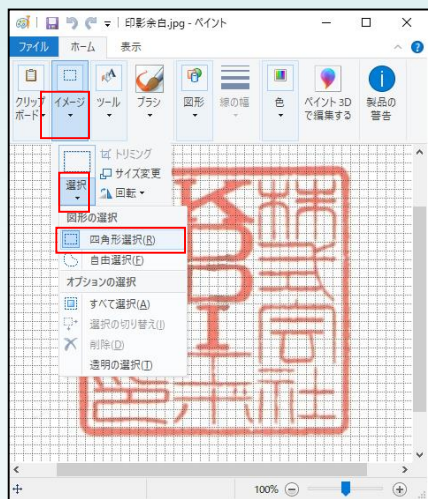 印影余白.jpg - ペイント
ファイル ホーム 表示
クリップボード イメージ ツール ブラシ 図形 線の幅 色 ペイント 3D で編集する 製品の警告
トリミング
選択 サイズ変更
回転
図形の選択
四角形選択(R)
自由選択(F)
オプションの選択
すべて選択(A)
選択の切り替え(I)
削除(D)
透明の選択(T)
株式会社
KDDI
100%